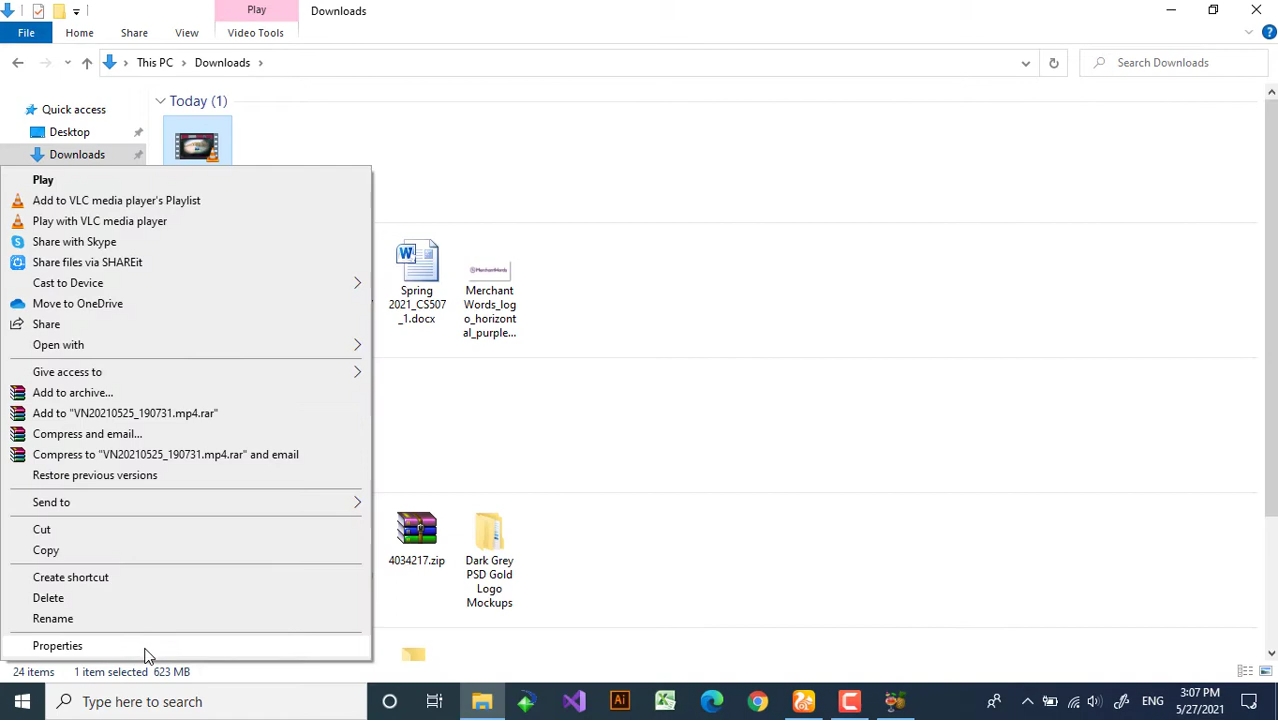 Play
Downloads
File
Home
Share
View
Video Tools
This PC
Downloads
Search Downloads
Quick access
Desktop
Downloads
Today (1)
Play
Add to VLC media player's Playlist
Play with VLC media player
Share with Skype
Share files via SHAREit
Cast to Device
Move to OneDrive
Share
Open with
Give access to
Add to archive...
Add to "VN20210525_190731.mp4.rar"
Compress and email...
Compress to "VN20210525_190731.mp4.rar" and email
Restore previous versions
Send to
Cut
Copy
Create shortcut
Delete
Rename
Properties
Spring
2021_CS507
_1.docx
Merchant
Words_log
o_horizont
al_purple...
4034217.zip
Dark Grey
PSD Gold
Logo
Mockups
24 items
1 item selected
623 MB
Type here to search
ENG
3:07 PM
5/27/2021